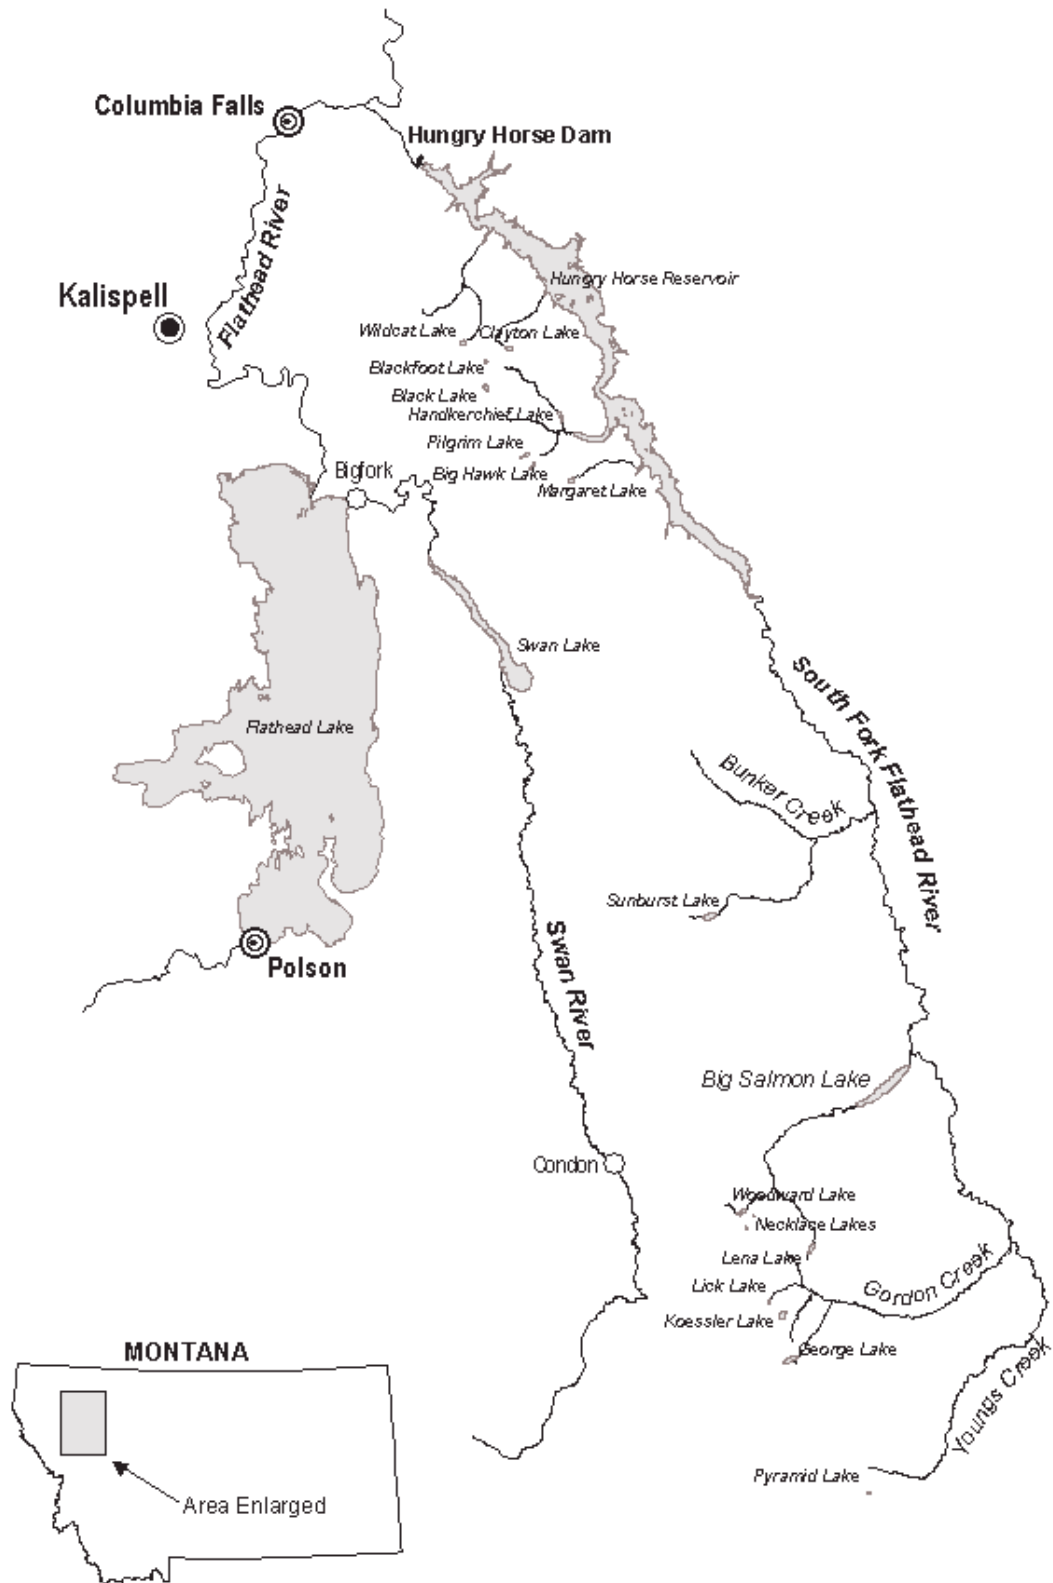 Columbia Falls
Hungry Horse Dam
Flathead River
Hungry Horse Reservoir
Kalispell
Wildcat Lake
Clayton Lake
Blackfoot Lake
Black Lake
Handkerchief Lake
Pilgrim Lake
Big Hawk Lake
Margaret Lake
Bigfork
Swan Lake
South Fork Flathead River
Flathead Lake
Bunker Creek
Sunburst Lake
Swan River
Polson
Big Salmon Lake
Condon
Woodward Lake
Necklace Lakes
Lena Lake
Gordon Creek
Lick Lake
Koessler Lake
George Lake
MONTANA
Youngs Creek
Pyramid Lake
Area Enlarged